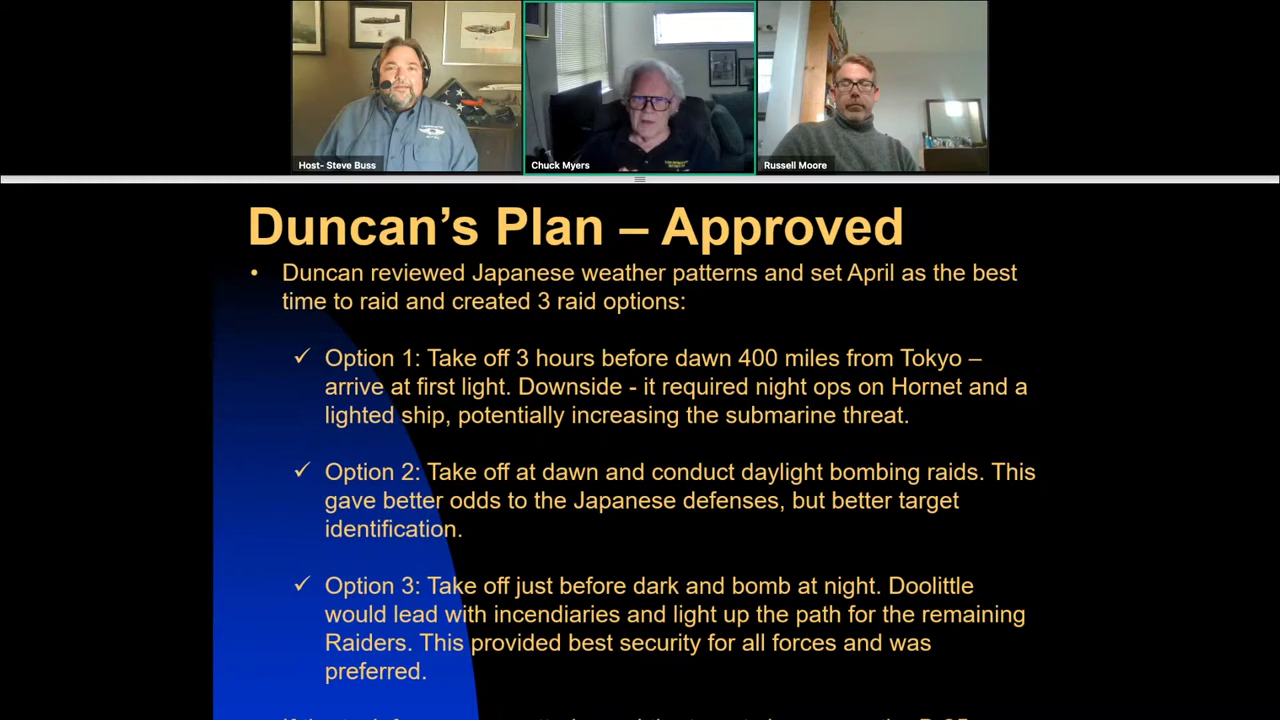 Host- Steve Buss
Chuck Myers
Russell Moore
Duncan's Plan – Approved
• Duncan reviewed Japanese weather patterns and set April as the best
time to raid and created 3 raid options:
✓ Option 1: Take off 3 hours before dawn 400 miles from Tokyo –
arrive at first light. Downside - it required night ops on Hornet and a
lighted ship, potentially increasing the submarine threat.
✓ Option 2: Take off at dawn and conduct daylight bombing raids. This
gave better odds to the Japanese defenses, but better target
identification.
✓ Option 3: Take off just before dark and bomb at night. Doolittle
would lead with incendiaries and light up the path for the remaining
Raiders. This provided best security for all forces and was
preferred.